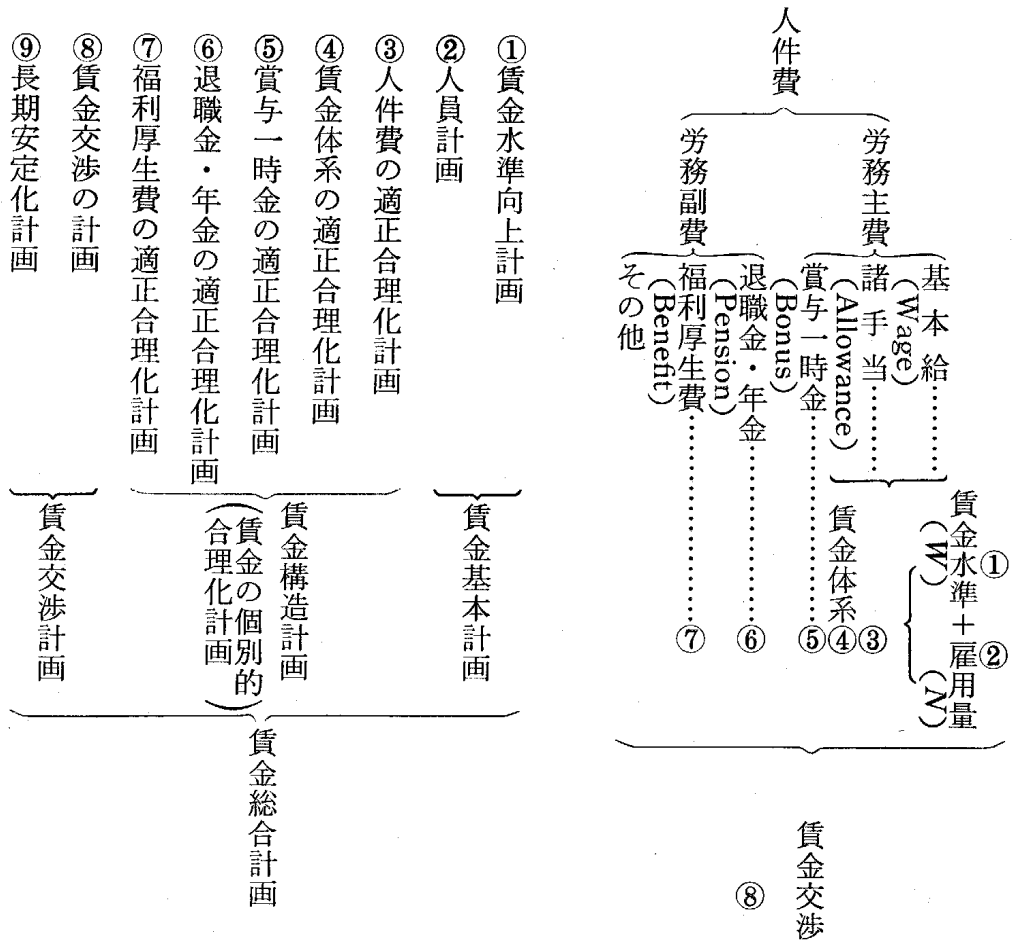 人件費
労務主費
基本給………
(Wage)
諸手当………
(Allowance)
賞与一時金………⑤
(Bonus)
労務副費
退職金・年金………⑥
(Pension)
福利厚生費………⑦
(Benefit)
その他
① ②
賃金水準+雇用量
(W) (N)
③
賃金体系④
賃金交渉
⑧
①賃金水準向上計画
②人員計画
賃金基本計画
③人件費の適正合理化計画
④賃金体系の適正合理化計画
⑤賞与一時金の適正合理化計画
⑥退職金・年金の適正合理化計画
⑦福利厚生費の適正合理化計画
賃金構造計画
(賃金の個別的
合理化計画)
⑧賃金交渉の計画
⑨長期安定化計画
賃金交渉計画
賃金総合計画